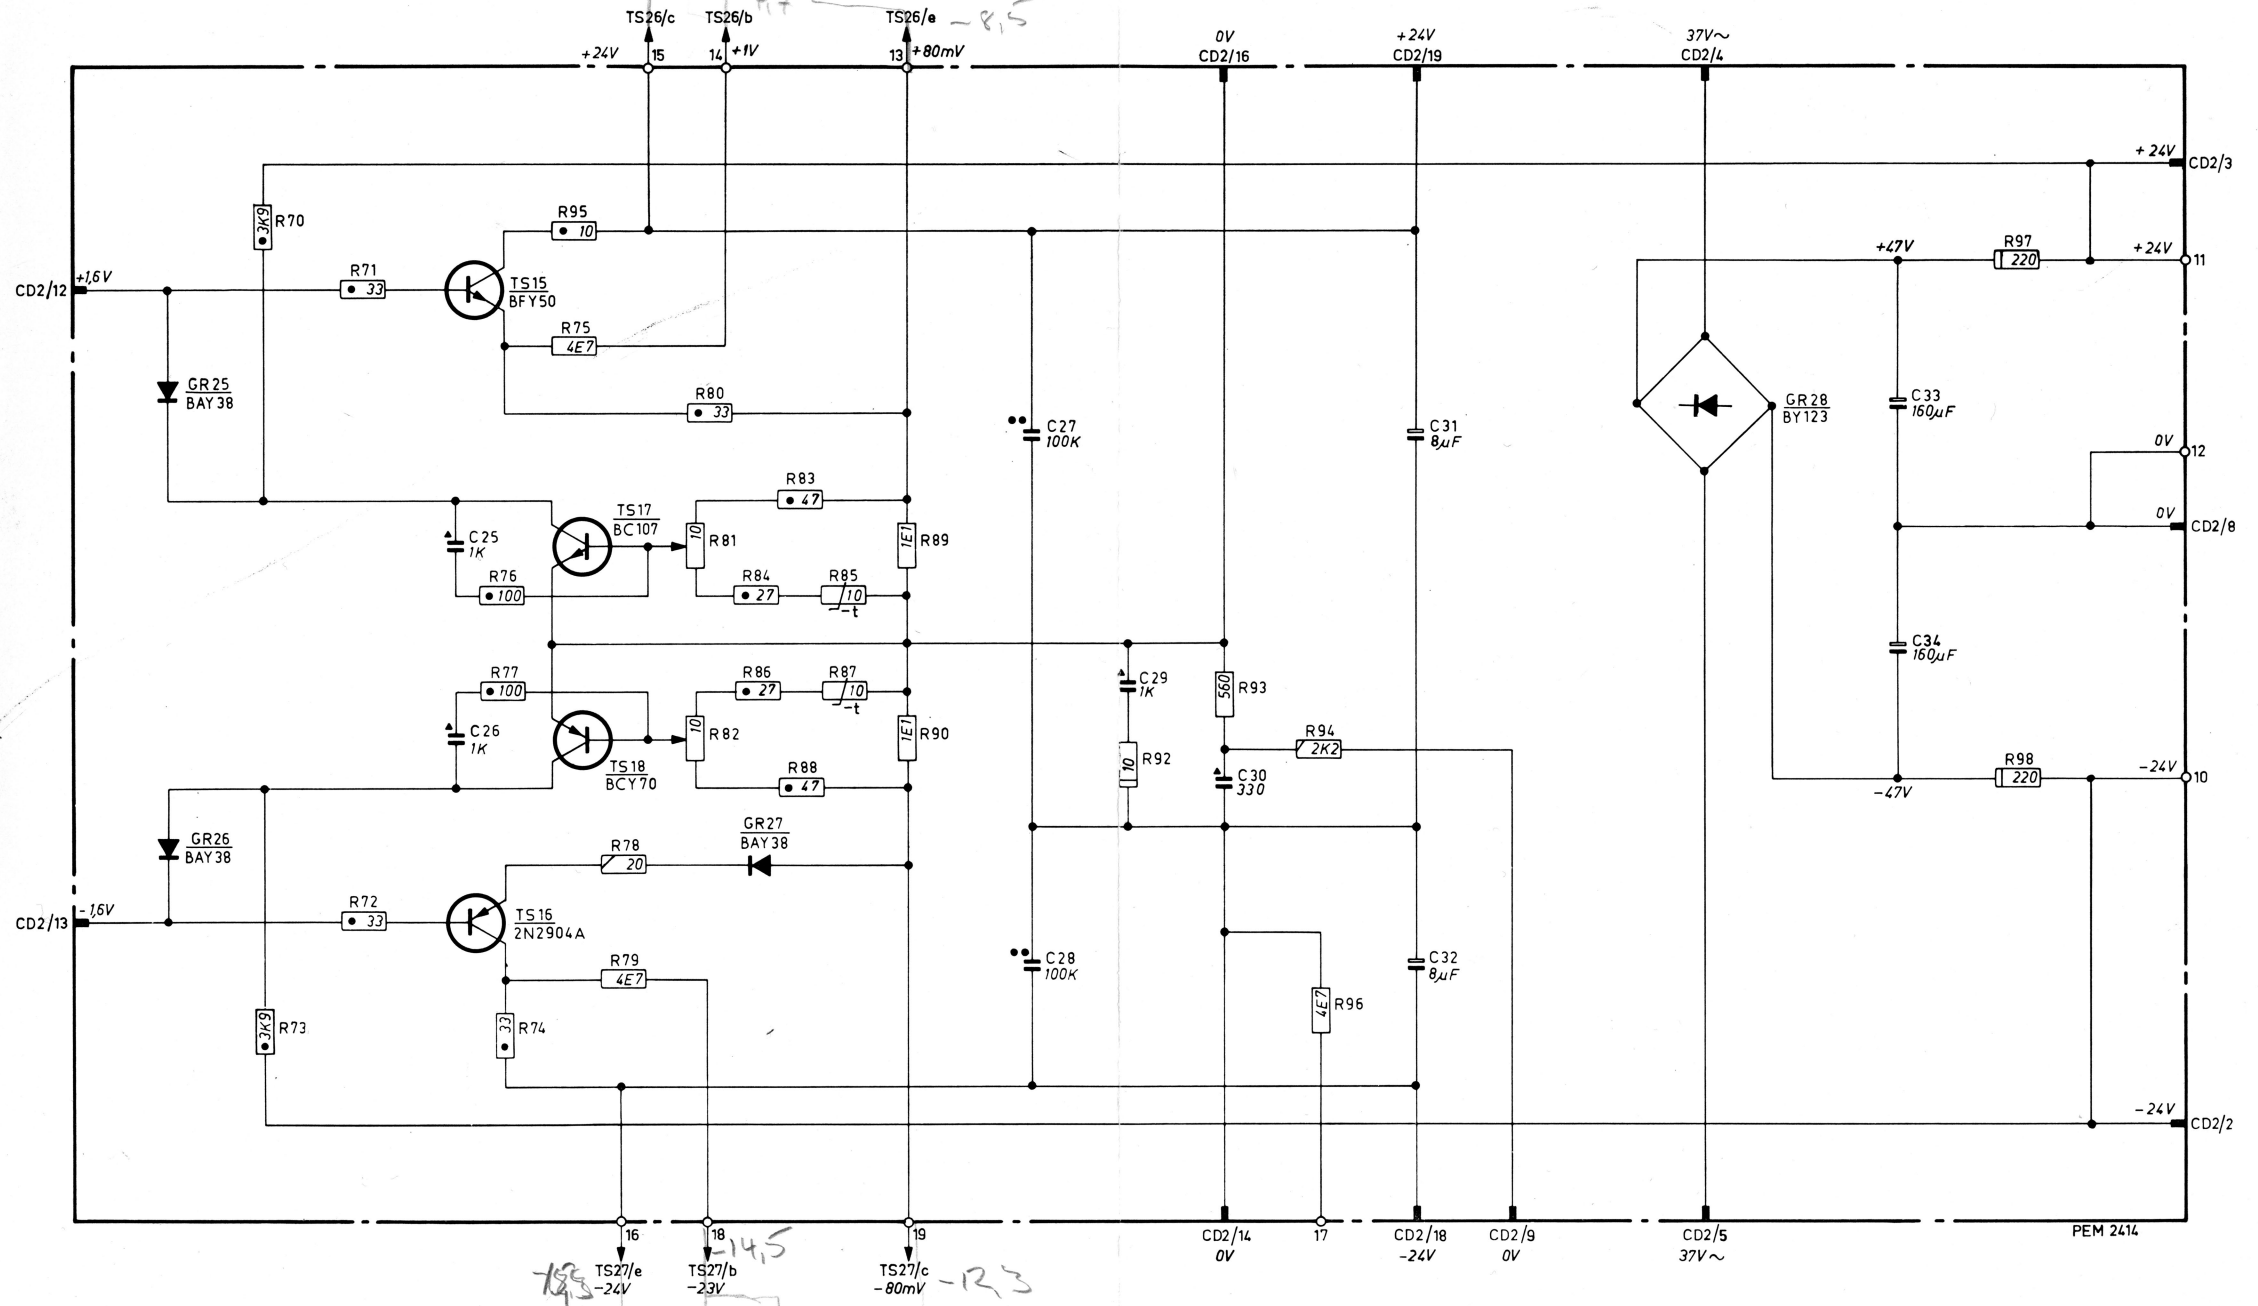 TS26/c TS26/b TS26/e -8,5
+24V 15 14 +1V 13 +80mV
0V
CD2/16
+24V
CD2/19
37V~
CD2/4
+24V CD2/3
R70 3K9
R95
10
+47V R97
220
+24V 11
CD2/12 +1,6V
R71
33
TS15
BFY50
R75
4E7
GR25
BAY38
R80
33
C27
100K
C31
8µF
GR28
BY123
C33
160µF
0V
12
R83
47
TS17
BC107
C25
1K
10 R81
1E1 R89
0V
CD2/8
R76
100
R84
27
R85
10
-t
C34
160µF
R77
100
R86
27
R87
10
-t
C29
1K
560 R93
C26
1K
10 R82
1E1 R90
R94
2K2
TS18
BCY70
R88
47
10 R92
C30
330
R98
220
-24V
10
-47V
GR26
BAY38
GR27
BAY38
R78
20
CD2/13 -1,6V
R72
33
TS16
2N2904A
R79
4E7
C28
100K
C32
8µF
4E7 R96
3K9 R73
33 R74
-24V
CD2/2
16 18 19 17
-14,5
TS27/e
-24V
TS27/b
-23V
TS27/c
-80mV
-12,3
CD2/14
0V
CD2/18
-24V
CD2/9
0V
CD2/5
37V~
PEM 2414